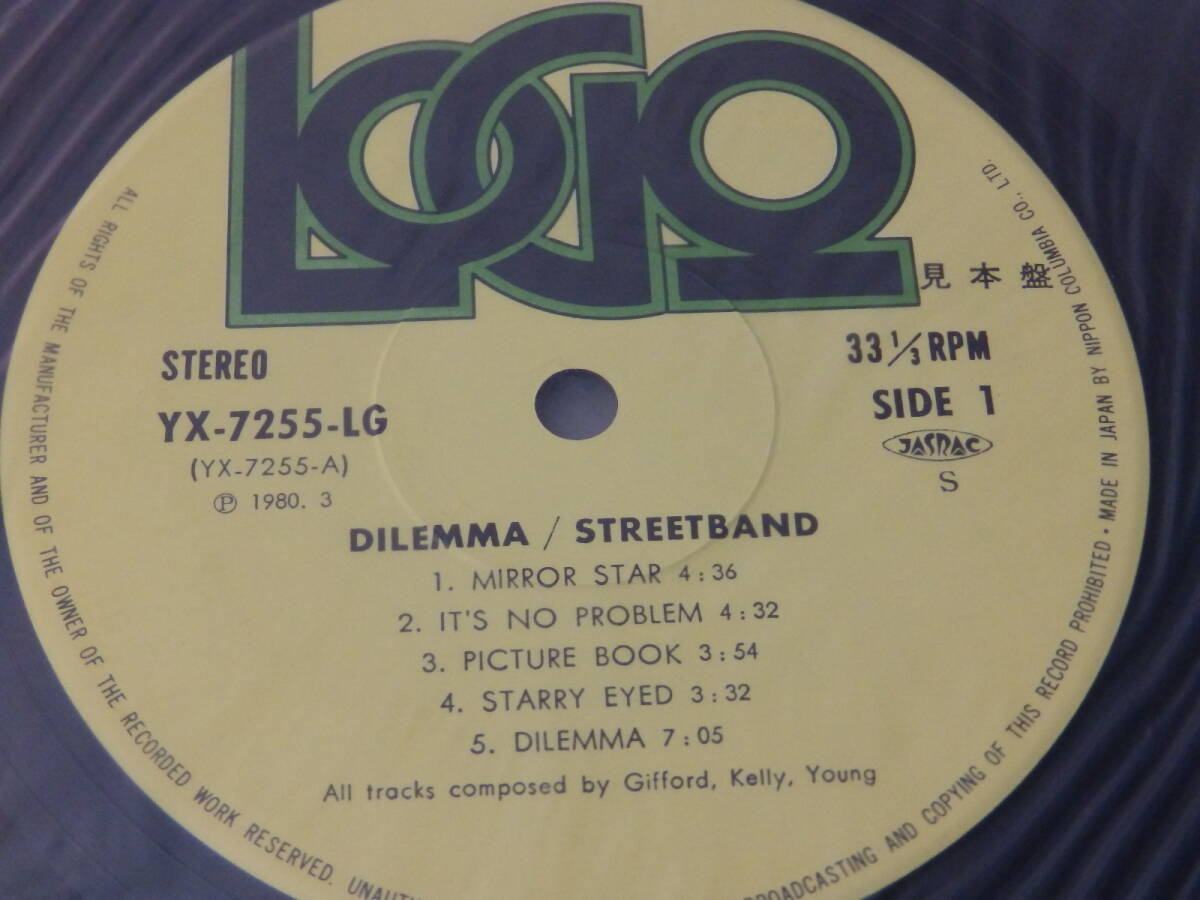 LOGO
見本盤
STEREO
33 1/3 RPM
YX-7255-LG
SIDE 1
(YX-7255-A)
JASRAC
Ⓟ 1980. 3
S
DILEMMA / STREETBAND
1. MIRROR STAR 4:36
2. IT'S NO PROBLEM 4:32
3. PICTURE BOOK 3:54
4. STARRY EYED 3:32
5. DILEMMA 7:05
All tracks composed by Gifford, Kelly, Young
ALL RIGHTS OF THE MANUFACTURER AND OF THE OWNER OF THE RECORDED WORK RESERVED. UNAUT
BROADCASTING AND COPYING OF THIS RECORD PROHIBITED • MADE IN JAPAN BY NIPPON COLUMBIA CO., LTD.